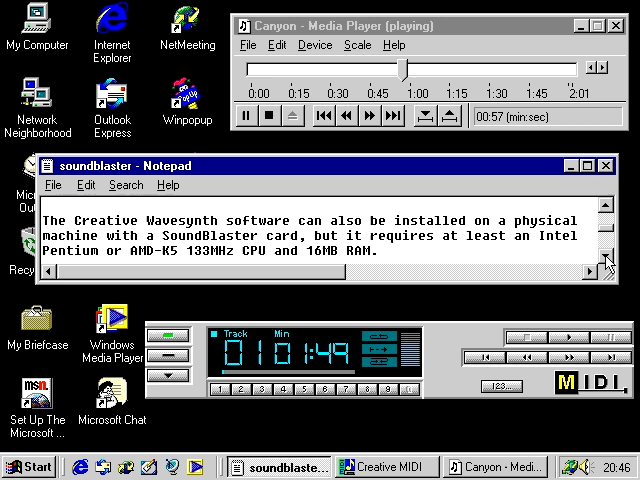 My Computer
Internet
Explorer
NetMeeting
Network
Neighborhood
Outlook
Express
Winpopup
Canyon - Media Player (playing)
File Edit Device Scale Help
0:00 0:15 0:30 0:45 1:00 1:15 1:30 1:45 2:01
00:57 (min:sec)
soundblaster - Notepad
File Edit Search Help
The Creative Wavesynth software can also be installed on a physical
machine with a SoundBlaster card, but it requires at least an Intel
Pentium or AMD-K5 133MHz CPU and 16MB RAM.
My Briefcase
Windows
Media Player
msn.
Set Up The
Microsoft ...
Microsoft Chat
Track Min
01 01:49
1 2 3 4 5 6 7 8 9
123...
MIDI
Start
soundblaste...
Creative MIDI
Canyon - Medi...
20:46